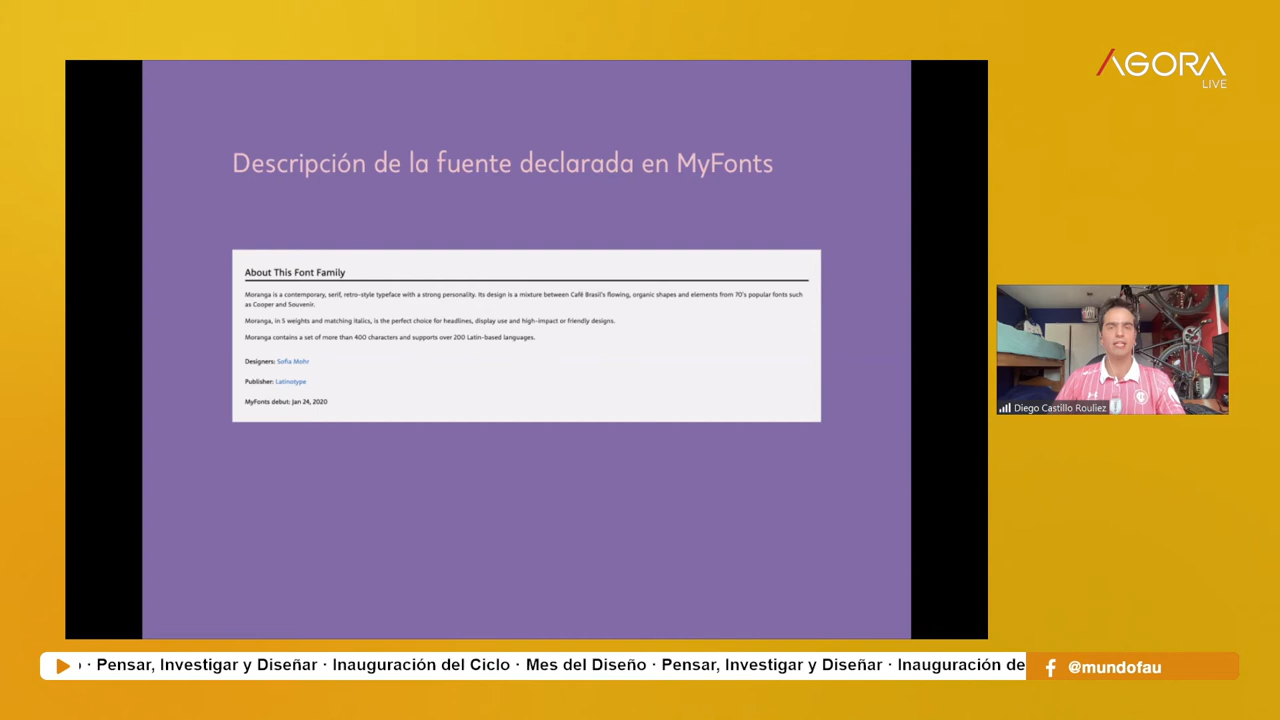 AGORA
LIVE
Descripción de la fuente declarada en MyFonts
About This Font Family
Moranga is a contemporary, serif, retro-style typeface with a strong personality. Its design is a mixture between Café Brasil's flowing, organic shapes and elements from 70's popular fonts such
as Cooper and Souvenir.
Moranga, in 5 weights and matching italics, is the perfect choice for headlines, display use and high-impact or friendly designs.
Moranga contains a set of more than 400 characters and supports over 200 Latin-based languages.
Designers: Sofia Mohr
Publisher: Latinotype
MyFonts debut: Jan 24, 2020
Diego Castillo Rouliez
· Pensar, Investigar y Diseñar · Inauguración del Ciclo · Mes del Diseño · Pensar, Investigar y Diseñar · Inauguración de
@mundofau